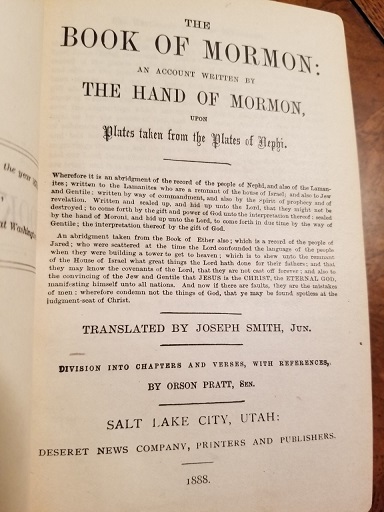 THE
BOOK OF MORMON:
AN ACCOUNT WRITTEN BY
THE HAND OF MORMON,
UPON
Plates taken from the Plates of Nephi.
Wherefore it is an abridgment of the record of the people of Nephi, and also of the Laman-
ites; written to the Lamanites who are a remnant of the house of Israel; and also to Jew
and Gentile; written by way of commandment, and also by the Spirit of prophecy and of
revelation. Written and sealed up, and hid up unto the Lord, that they might not be
destroyed; to come forth by the gift and power of God unto the interpretation thereof: sealed
by the hand of Moroni, and hid up unto the Lord, to come forth in due time by the way of
Gentile; the interpretation thereof by the gift of God.
An abridgment taken from the Book of Ether also; which is a record of the people of
Jared; who were scattered at the time the Lord confounded the language of the people
when they were building a tower to get to heaven; which is to shew unto the remnant
of the House of Israel what great things the Lord hath done for their fathers; and that
they may know the covenants of the Lord, that they are not cast off forever; and also to
the convincing of the Jew and Gentile that JESUS is the CHRIST, the ETERNAL GOD,
manifesting himself unto all nations. And now if there are faults, they are the mistakes
of men: wherefore condemn not the things of God, that ye may be found spotless at the
judgment-seat of Christ.
TRANSLATED BY JOSEPH SMITH, Jun.
DIVISION INTO CHAPTERS AND VERSES, WITH REFERENCES,
BY ORSON PRATT, Sen.
SALT LAKE CITY, UTAH:
DESERET NEWS COMPANY, PRINTERS AND PUBLISHERS.
1888.
the year
at Washing